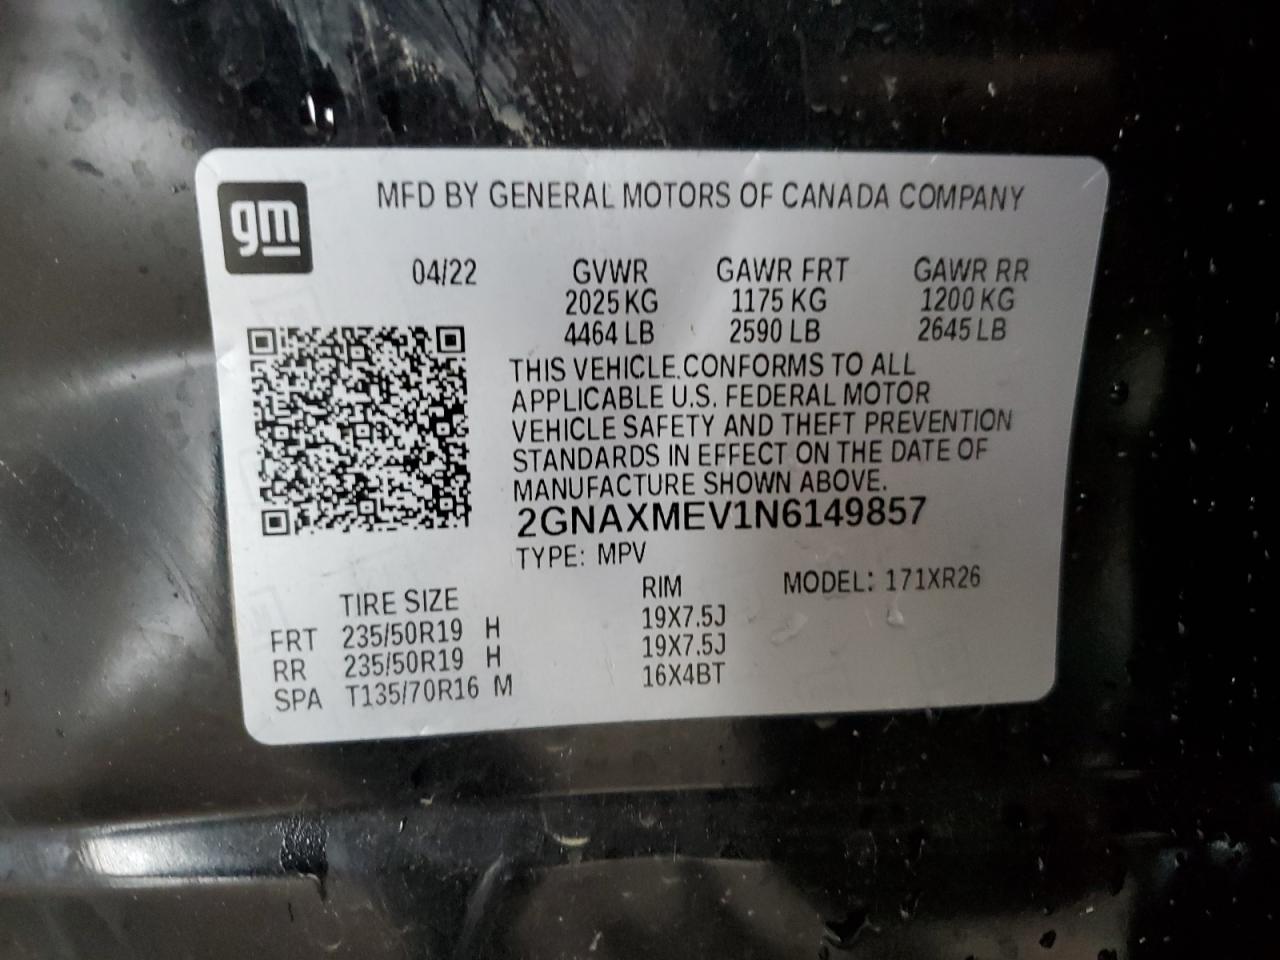 gm
MFD BY GENERAL MOTORS OF CANADA COMPANY
04/22 GVWR GAWR FRT GAWR RR
2025 KG 1175 KG 1200 KG
4464 LB 2590 LB 2645 LB
THIS VEHICLE CONFORMS TO ALL
APPLICABLE U.S. FEDERAL MOTOR
VEHICLE SAFETY AND THEFT PREVENTION
STANDARDS IN EFFECT ON THE DATE OF
MANUFACTURE SHOWN ABOVE.
2GNAXMEV1N6149857
TYPE: MPV
TIRE SIZE RIM MODEL: 171XR26
FRT 235/50R19 H 19X7.5J
RR 235/50R19 H 19X7.5J
SPA T135/70R16 M 16X4BT